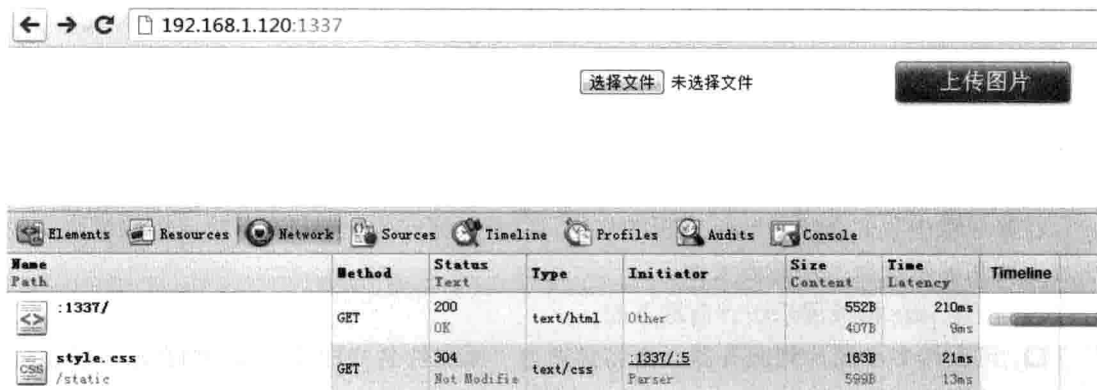 192.168.1.120:1337
选择文件 未选择文件 上传图片
Elements Resources Network Sources Timeline Profiles Audits Console
Name Method Status Type Initiator Size Time Timeline
Path Text Content Latency
:1337/ GET 200 text/html Other 552B 210ms
OK 407B 9ms
style.css GET 304 text/css :1337/:5 163B 21ms
/static Not Modifie Parser 599B 13ms